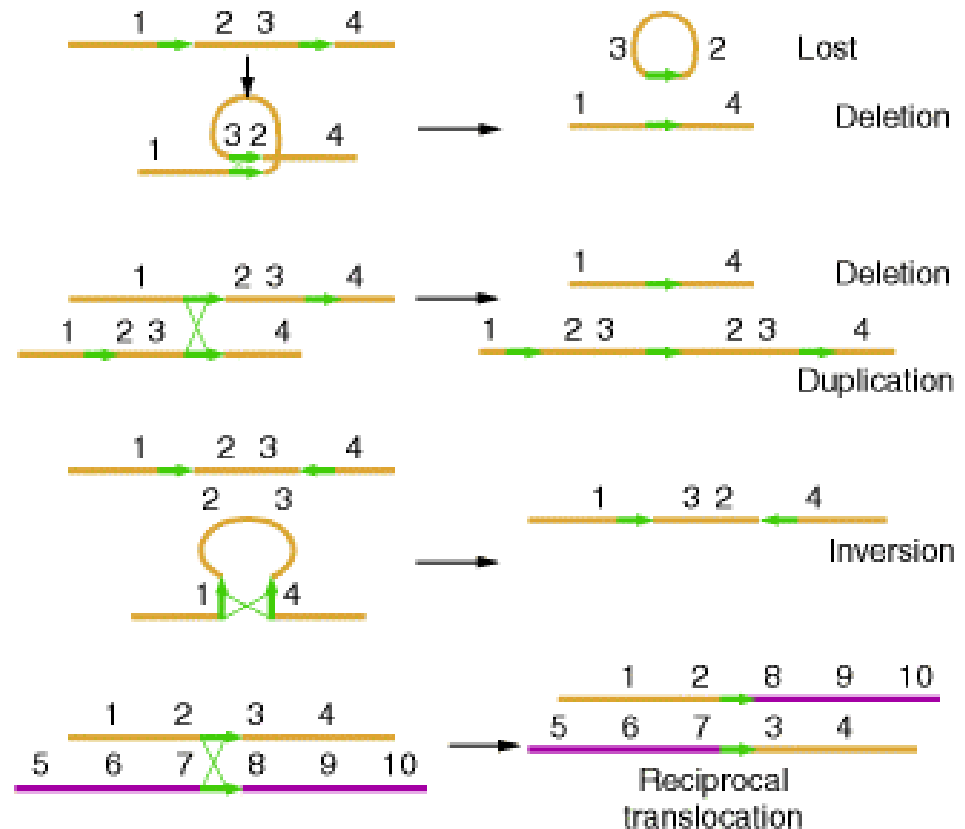 1 2 3 4
3 2 Lost
1 4 Deletion
3 2 4
1
1 2 3 4
1 4 Deletion
1 2 3 4
1 2 3 2 3 4
Duplication
1 2 3 4
2 3
1 3 2 4
Inversion
1 4
1 2 8 9 10
1 2 3 4
5 6 7 3 4
5 6 7 8 9 10
Reciprocal
translocation